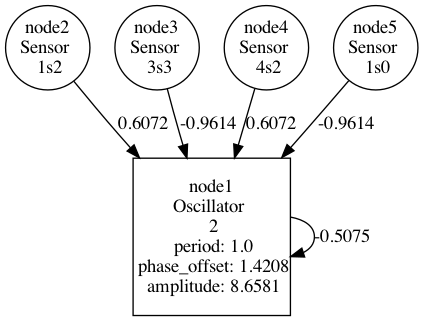 node2
Sensor
1s2
node3
Sensor
3s3
node4
Sensor
4s2
node5
Sensor
1s0
0.6072
-0.9614
0.6072
-0.9614
node1
Oscillator
2
period: 1.0
phase_offset: 1.4208
amplitude: 8.6581
-0.5075